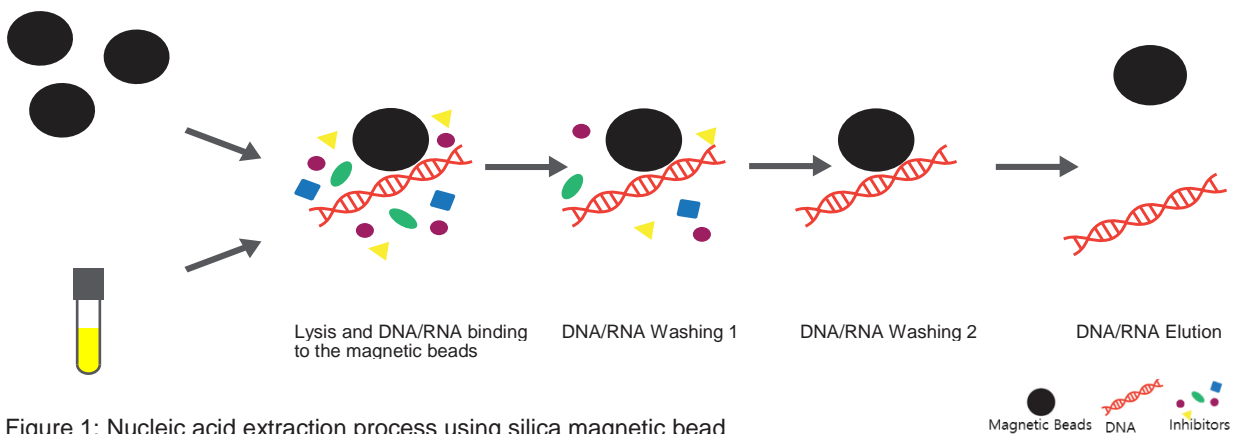 Lysis and DNA/RNA binding
to the magnetic beads
DNA/RNA Washing 1
DNA/RNA Washing 2
DNA/RNA Elution
Magnetic Beads
DNA
Inhibitors
Figure 1: Nucleic acid extraction process using silica magnetic bead